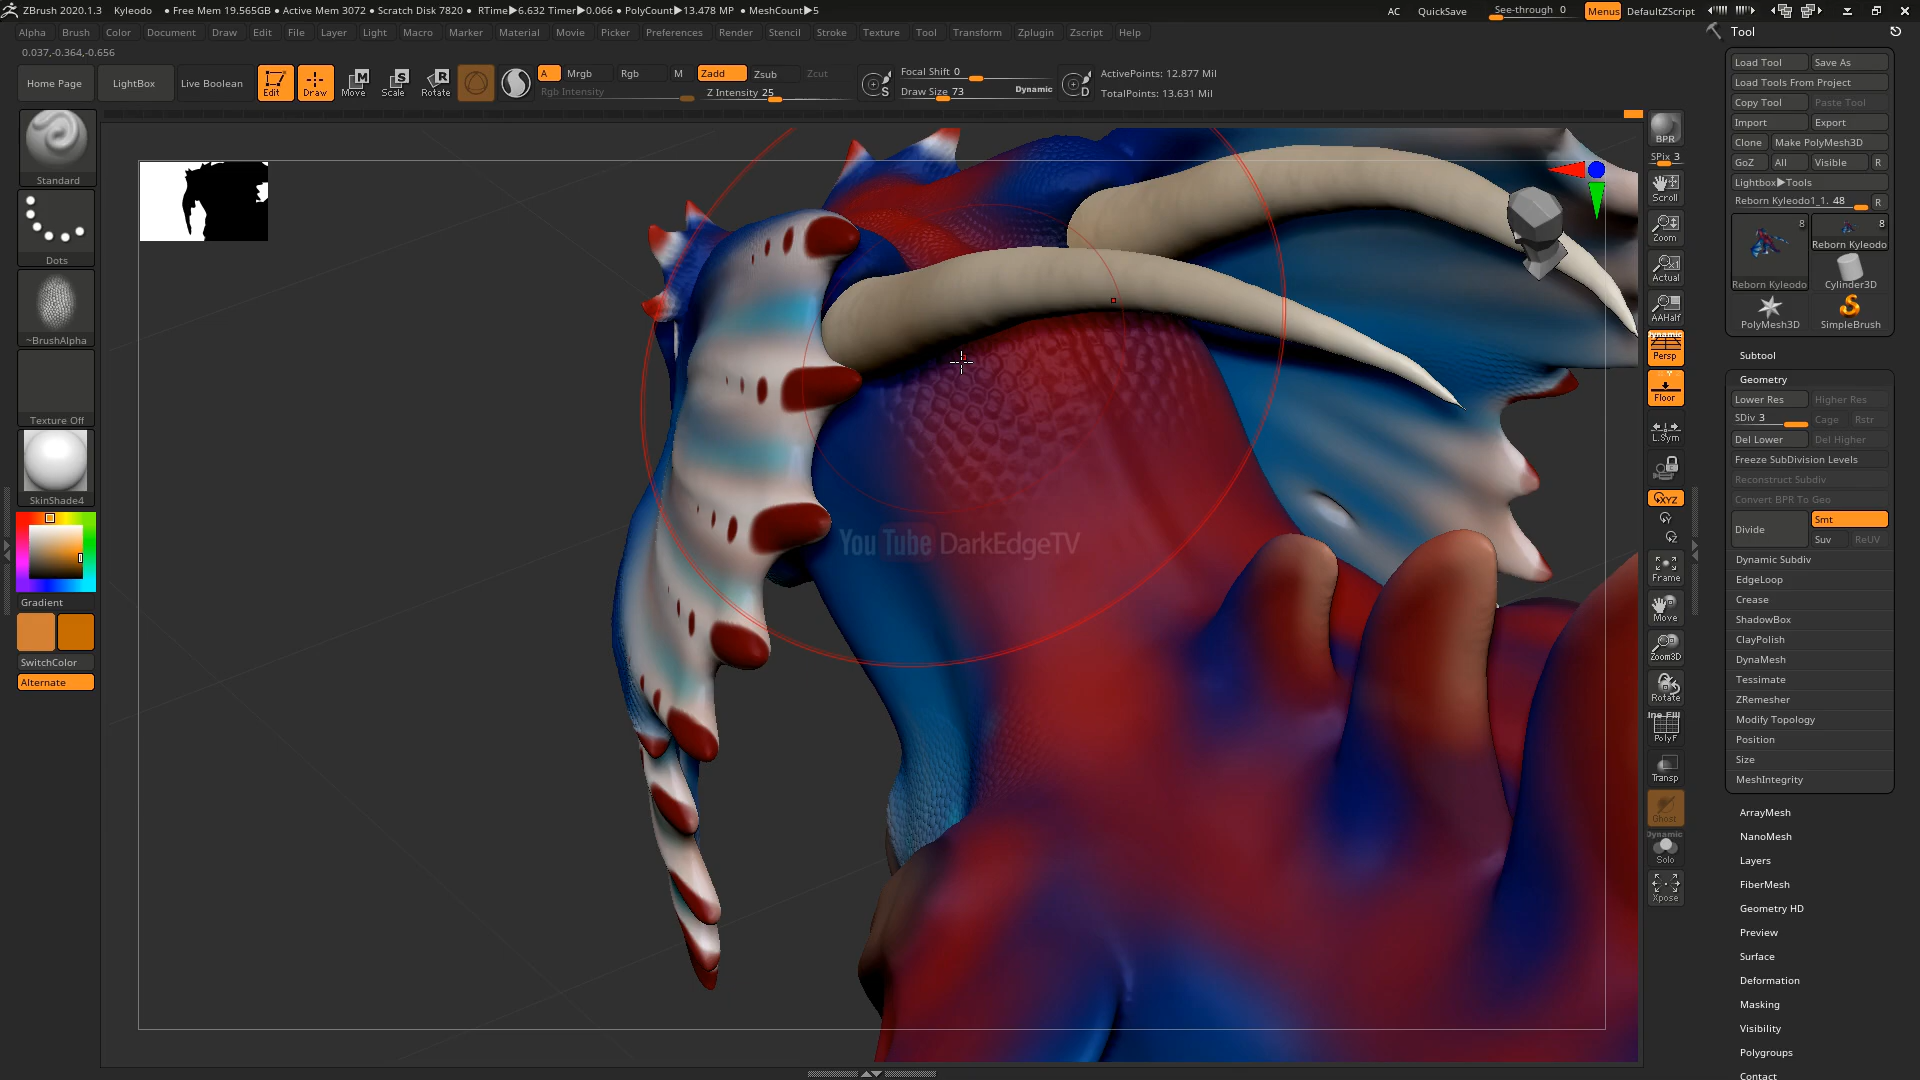 ZBrush 2020.1.3 Kyleodo • Free Mem 19.565GB • Active Mem 3072 • Scratch Disk 7820 • RTime▶6.632 Timer▶0.066 • PolyCount▶13.478 MP • MeshCount▶5 AC QuickSave See-through 0 Menus DefaultZScript
Alpha Brush Color Document Draw Edit File Layer Light Macro Marker Material Movie Picker Preferences Render Stencil Stroke Texture Tool Transform Zplugin Zscript Help
0.037,-0.364,-0.656
Home Page LightBox Live Boolean Edit Draw Move Scale Rotate
A Mrgb Rgb M Zadd Zsub Zcut
Rgb Intensity Z Intensity 25
Focal Shift 0
Draw Size 73 Dynamic
ActivePoints: 12.877 Mil
TotalPoints: 13.631 Mil
Standard
Dots
~BrushAlpha
Texture Off
SkinShade4
Gradient
SwitchColor
Alternate
You Tube DarkEdgeTV
BPR
SPix 3
Scroll
Zoom
Actual
AAHalf
Dynamic
Persp
Floor
L.Sym
XYZ
Y
Z
Frame
Move
Zoom3D
Rotate
Line Fill
PolyF
Transp
Ghost
Dynamic
Solo
Xpose
Tool
Load Tool Save As
Load Tools From Project
Copy Tool Paste Tool
Import Export
Clone Make PolyMesh3D
GoZ All Visible R
Lightbox▶Tools
Reborn Kyleodo1_1. 48 R
8 8
Reborn Kyleodo
Reborn Kyleodo Cylinder3D
PolyMesh3D SimpleBrush
Subtool
Geometry
Lower Res Higher Res
SDiv 3 Cage Rstr
Del Lower Del Higher
Freeze SubDivision Levels
Reconstruct Subdiv
Convert BPR To Geo
Divide Smt
Suv ReUV
Dynamic Subdiv
EdgeLoop
Crease
ShadowBox
ClayPolish
DynaMesh
Tessimate
ZRemesher
Modify Topology
Position
Size
MeshIntegrity
ArrayMesh
NanoMesh
Layers
FiberMesh
Geometry HD
Preview
Surface
Deformation
Masking
Visibility
Polygroups
Contact